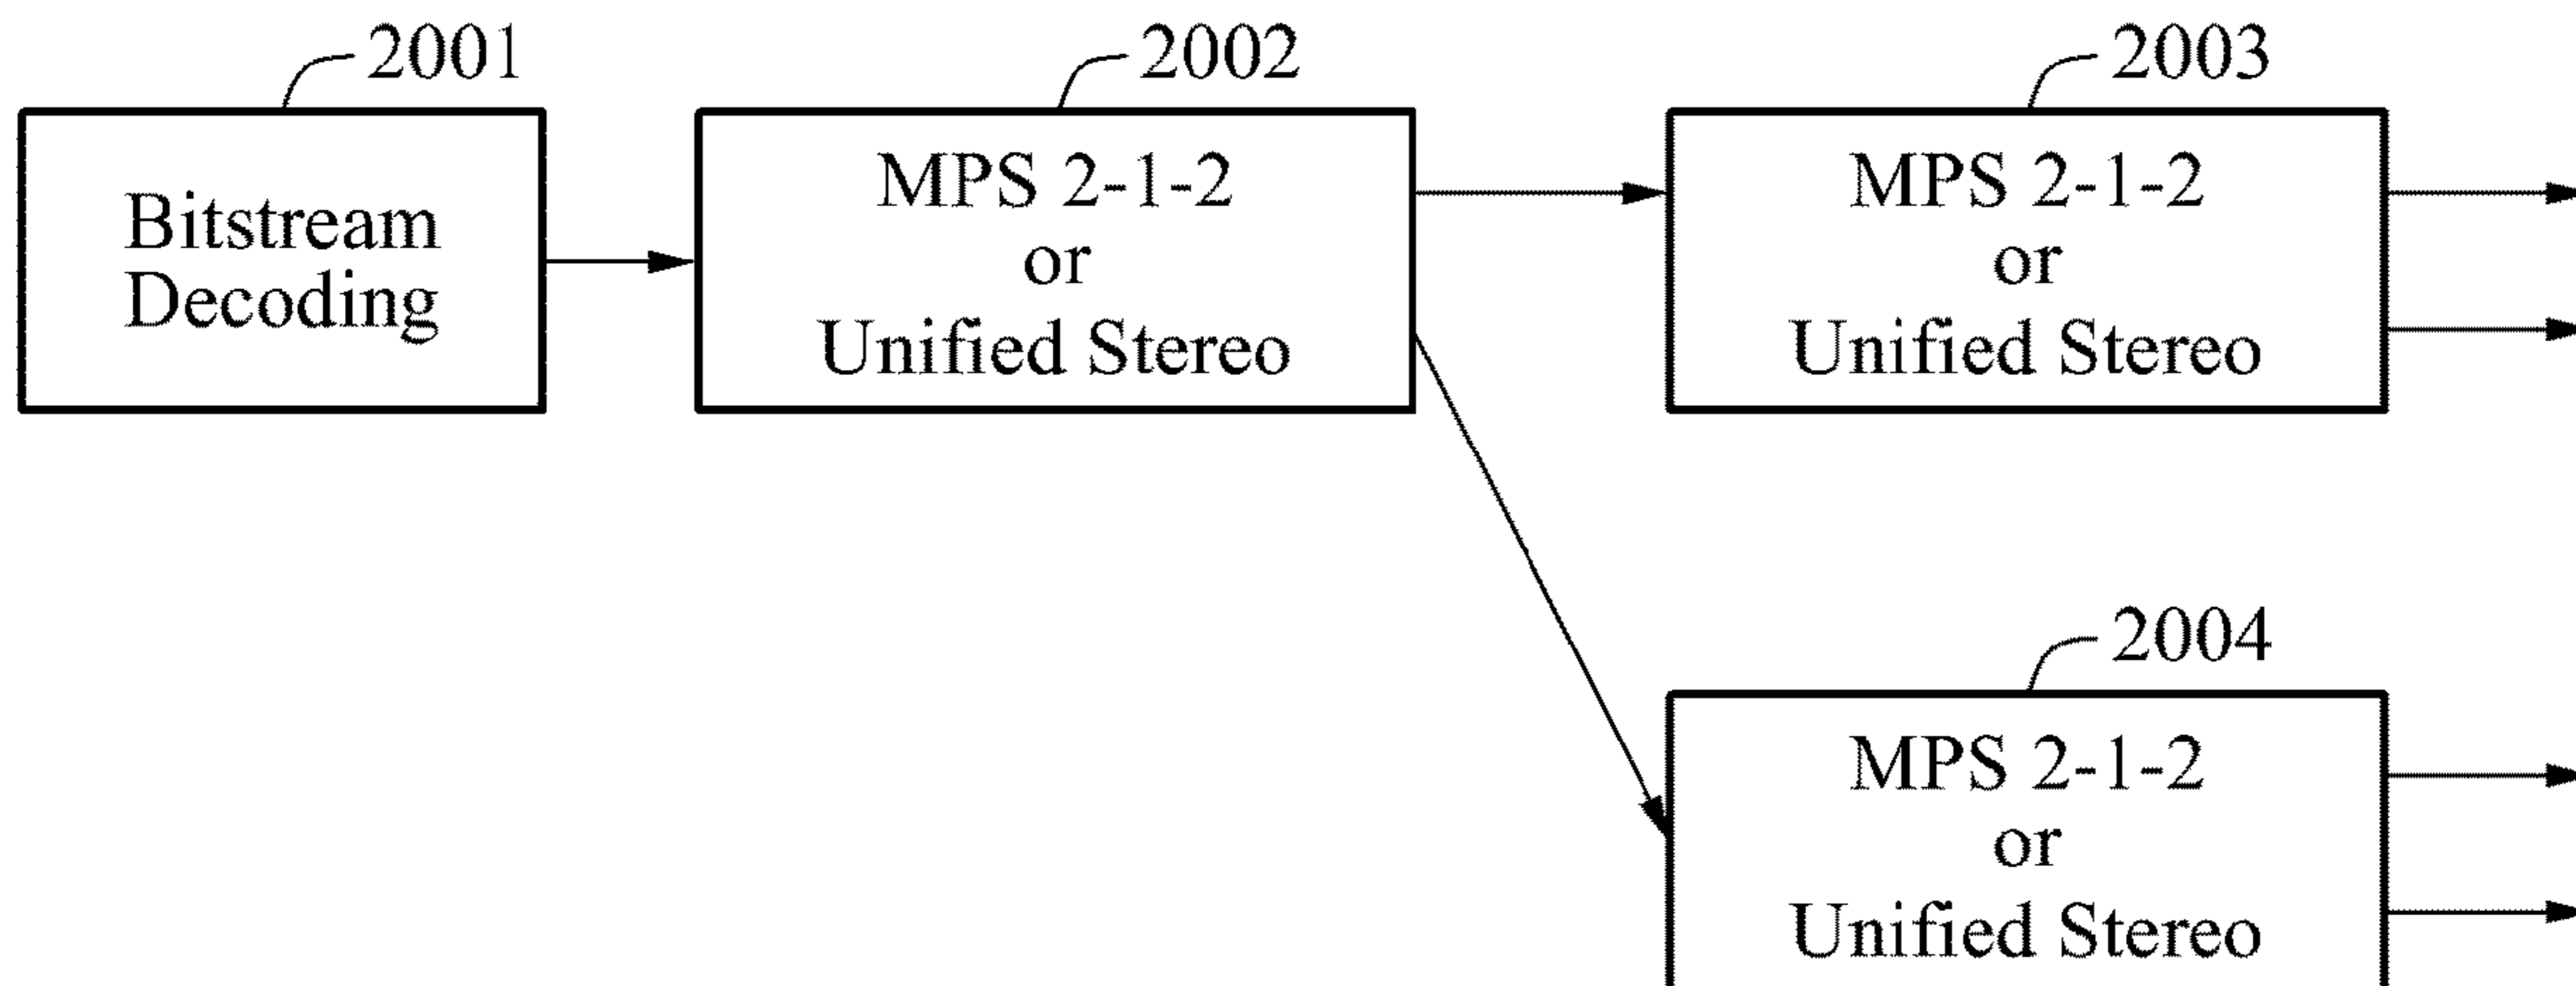 2001
Bitstream
Decoding
2002
MPS 2-1-2
or
Unified Stereo
2003
MPS 2-1-2
or
Unified Stereo
2004
MPS 2-1-2
or
Unified Stereo